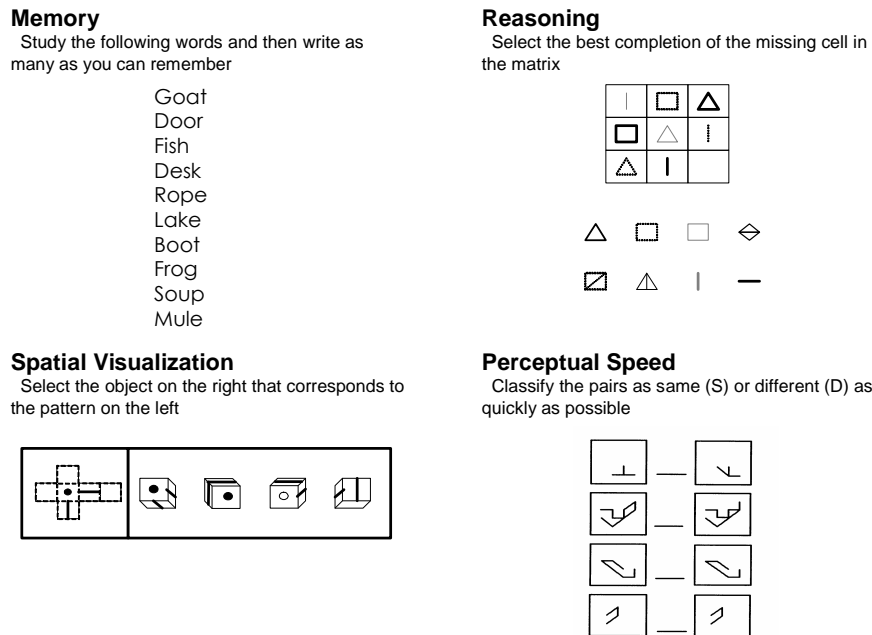 Memory
Study the following words and then write as
many as you can remember
Goat
Door
Fish
Desk
Rope
Lake
Boot
Frog
Soup
Mule
Reasoning
Select the best completion of the missing cell in
the matrix
Spatial Visualization
Select the object on the right that corresponds to
the pattern on the left
Perceptual Speed
Classify the pairs as same (S) or different (D) as
quickly as possible